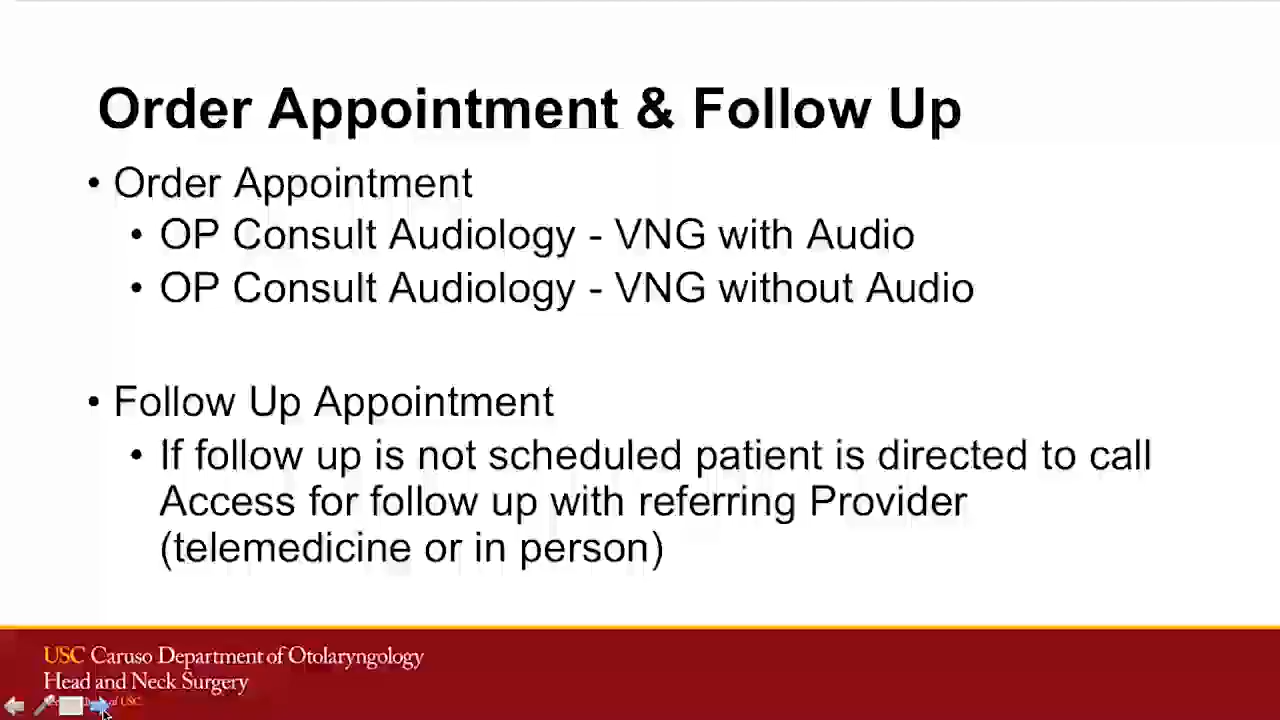 Order Appointment & Follow Up
• Order Appointment
• OP Consult Audiology - VNG with Audio
• OP Consult Audiology - VNG without Audio
• Follow Up Appointment
• If follow up is not scheduled patient is directed to call
Access for follow up with referring Provider
(telemedicine or in person)
USC Caruso Department of Otolaryngology
Head and Neck Surgery
USC